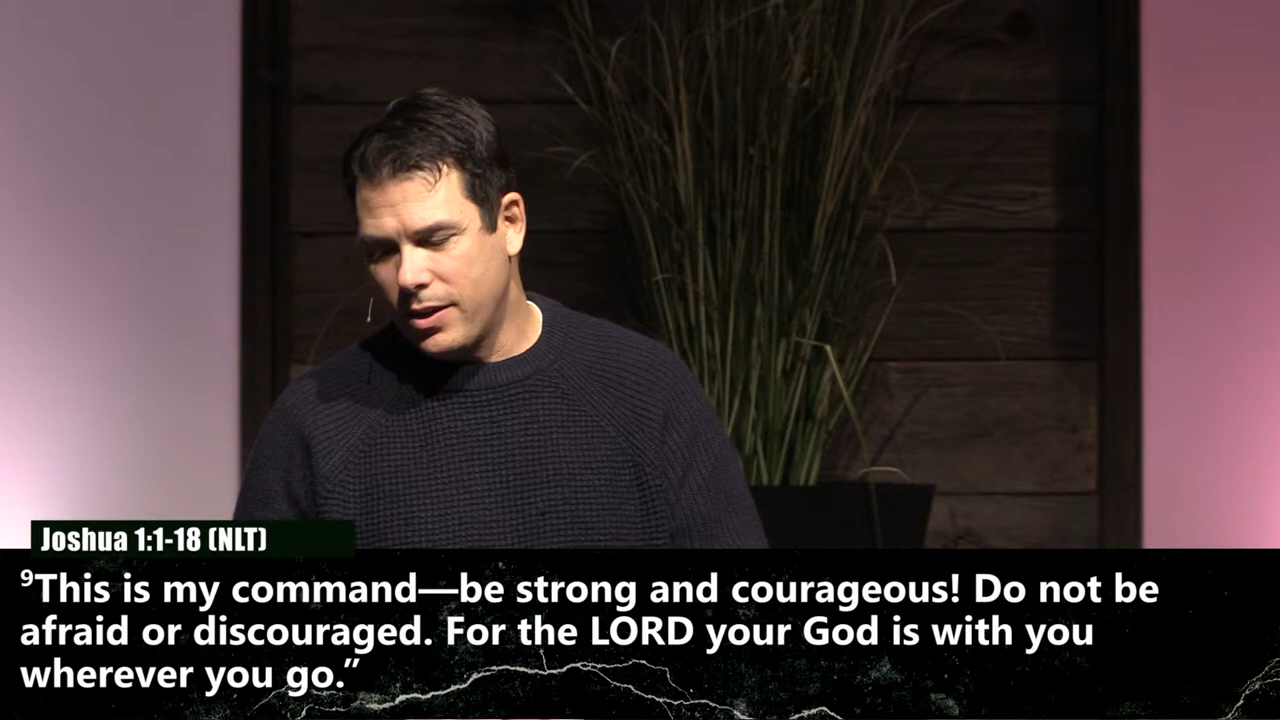 Joshua 1:1-18 (NLT)
⁹This is my command—be strong and courageous! Do not be
afraid or discouraged. For the LORD your God is with you
wherever you go.”